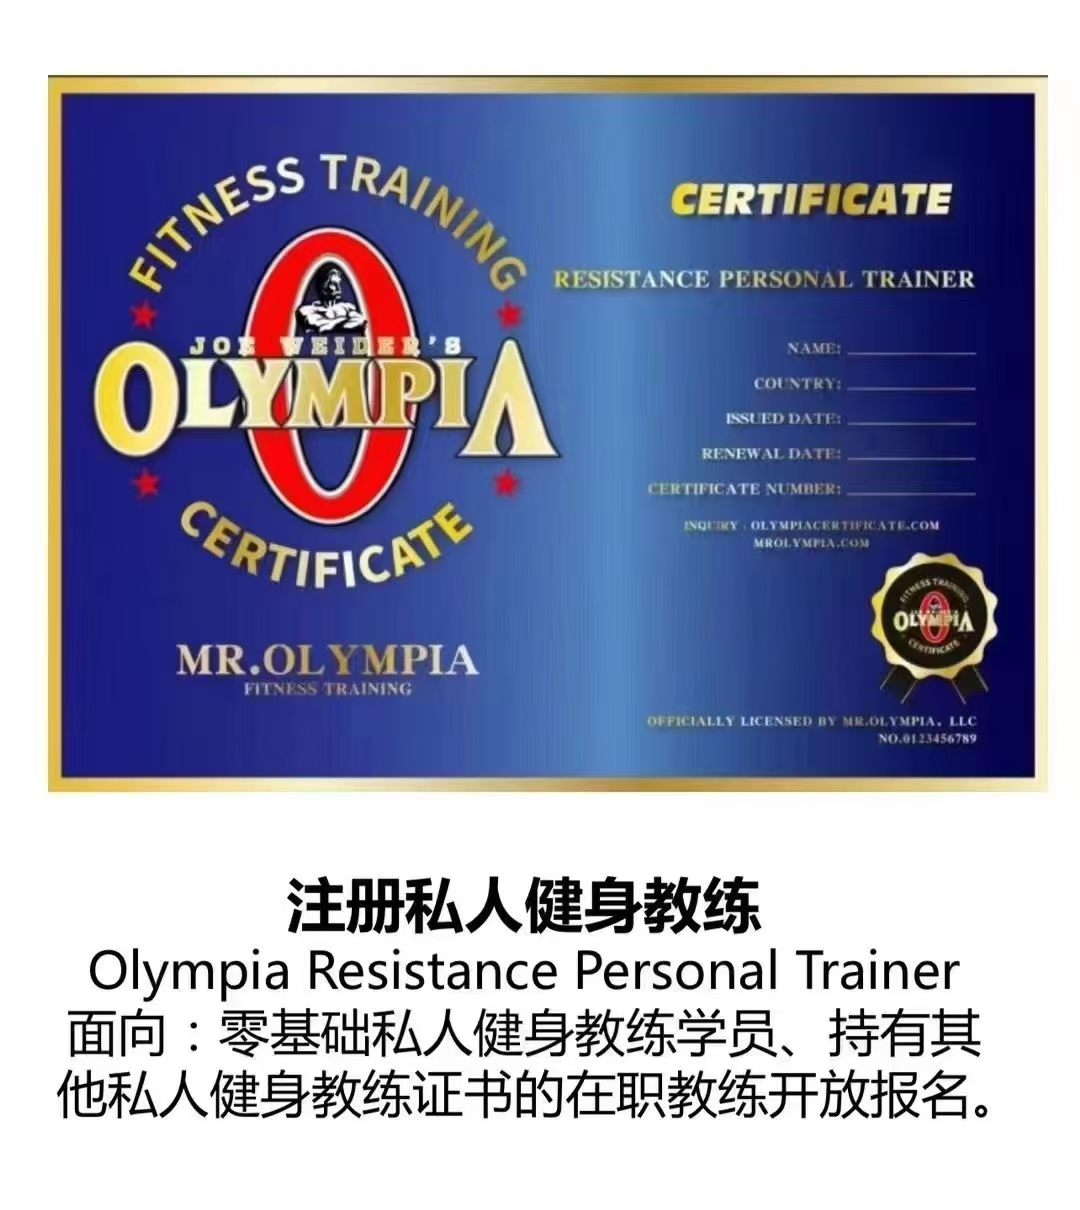 FITNESS TRAINING
JOE WEIDER'S
OLYMPIA
CERTIFICATE
MR.OLYMPIA
FITNESS TRAINING
CERTIFICATE
RESISTANCE PERSONAL TRAINER
NAME:
COUNTRY:
ISSUED DATE:
RENEWAL DATE:
CERTIFICATE NUMBER:
INQUIRY : OLYMPIACERTIFICATE.COM
MROLYMPIA.COM
FITNESS TRAINING
OLYMPIA
CERTIFICATE
OFFICIALLY LICENSED BY MR.OLYMPIA, LLC
NO.0123456789
注册私人健身教练
Olympia Resistance Personal Trainer
面向：零基础私人健身教练学员、持有其
他私人健身教练证书的在职教练开放报名。